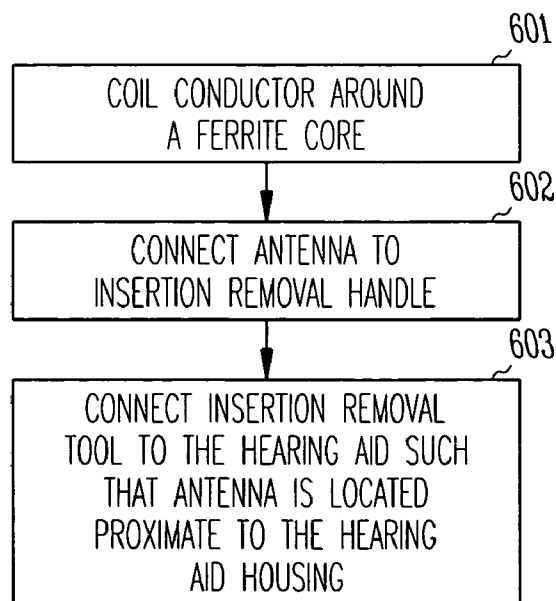 601
COIL CONDUCTOR AROUND
A FERRITE CORE
602
CONNECT ANTENNA TO
INSERTION REMOVAL HANDLE
603
CONNECT INSERTION REMOVAL
TOOL TO THE HEARING AID SUCH
THAT ANTENNA IS LOCATED
PROXIMATE TO THE HEARING
AID HOUSING